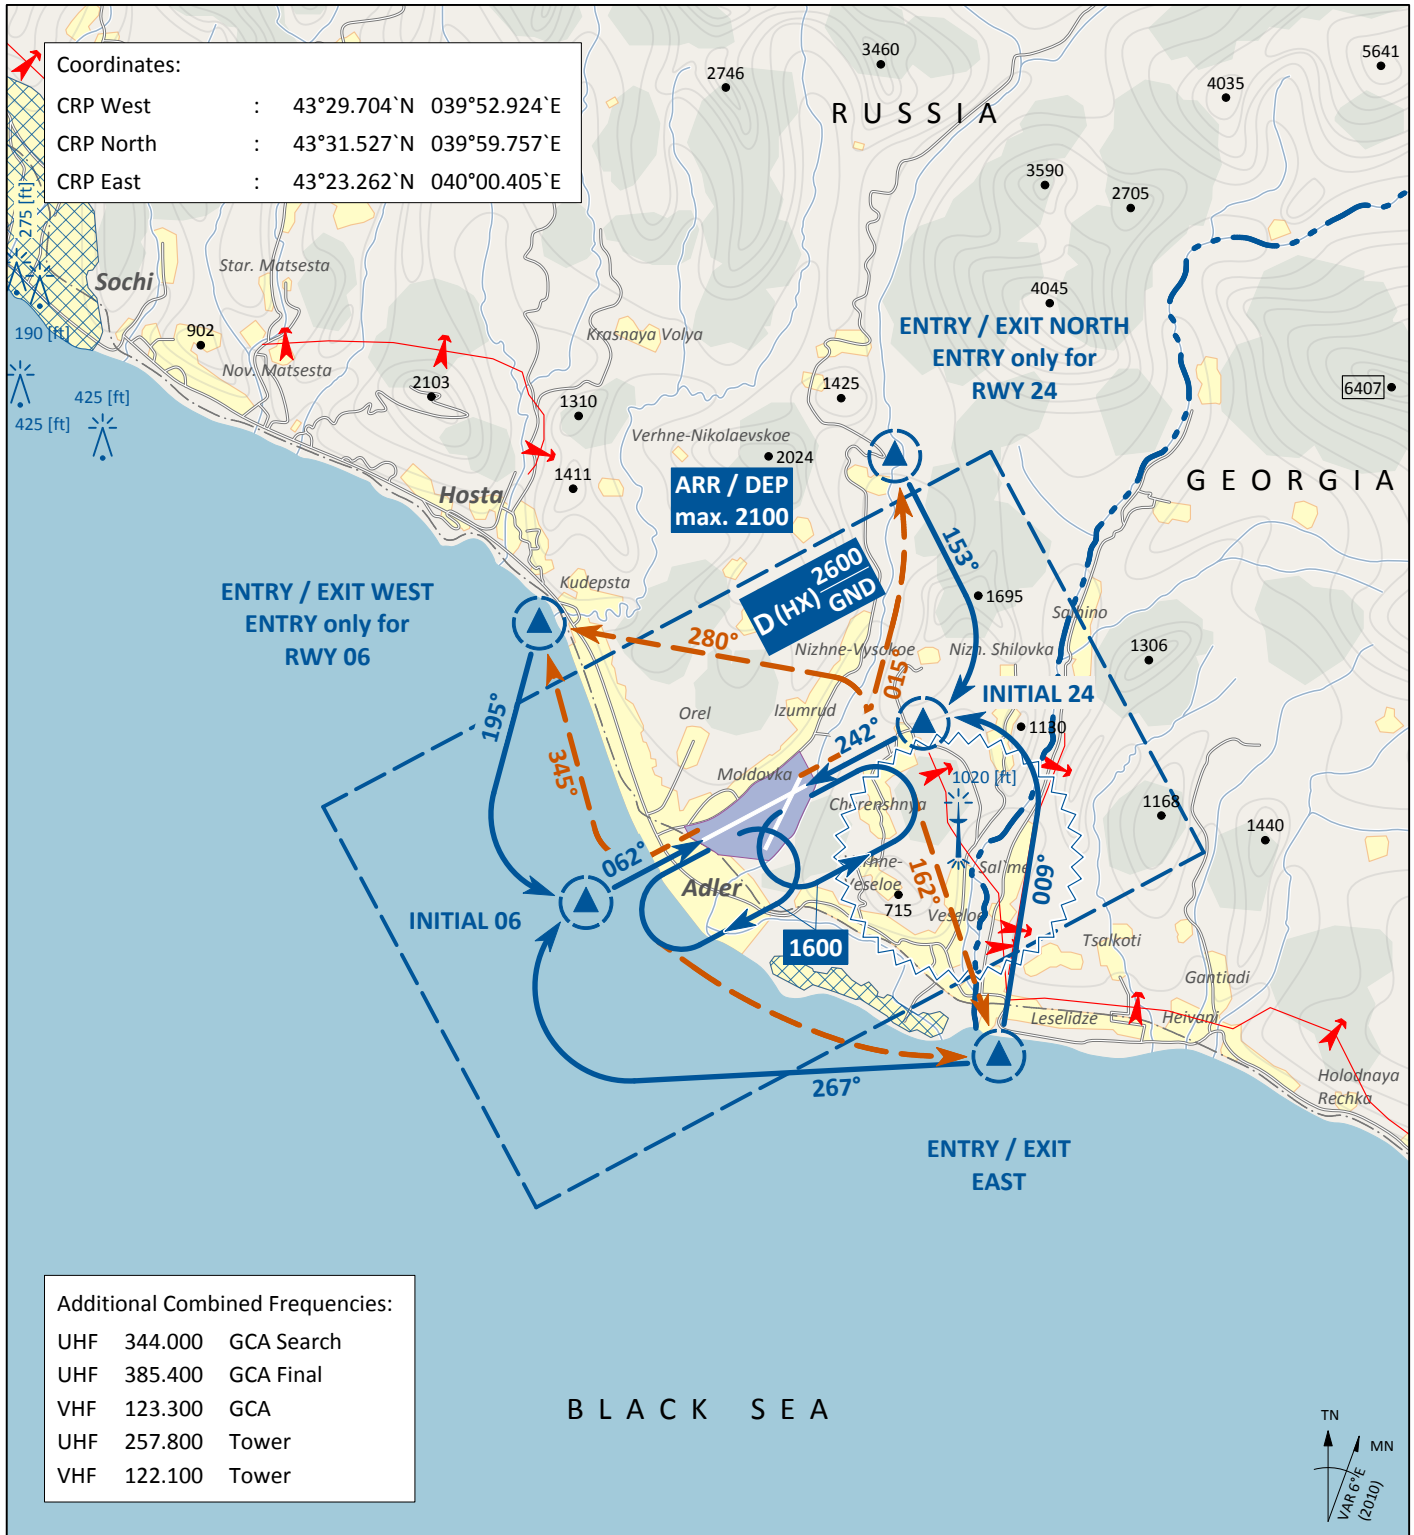 Coordinates:
CRP West : 43°29.704`N 039°52.924`E
CRP North : 43°31.527`N 039°59.757`E
CRP East : 43°23.262`N 040°00.405`E
3460
2746
5641
4035
RUSSIA
3590
2705
275 [ft]
Star. Matsesta
Sochi
4045
190 [ft]
902
Krasnaya Volya
ENTRY / EXIT NORTH
ENTRY only for
RWY 24
Nov. Matsesta
2103
1425
6407
425 [ft]
425 [ft]
1310
Verhne-Nikolaevskoe
2024
1411
Hosta
ARR / DEP
max. 2100
GEORGIA
153°
D (HX) 2600
GND
Kudepsta
ENTRY / EXIT WEST
ENTRY only for
RWY 06
1695
Salhino
280°
Nizhne-Vysokoe
Nizh. Shilovka
1306
015°
INITIAL 24
195°
Orel
Izumrud
242°
1130
345°
Moldovka
1020 [ft]
Cherenshnya
1168
1440
062°
Adler
Verhne-
Veseloe
162°
Sal`me
009°
715
Veseloe
INITIAL 06
1600
Tsalkoti
Gantiadi
Leselidze
Heivani
267°
Holodnaya
Rechka
ENTRY / EXIT
EAST
Additional Combined Frequencies:
UHF 344.000 GCA Search
UHF 385.400 GCA Final
VHF 123.300 GCA
UHF 257.800 Tower
VHF 122.100 Tower
BLACK SEA
TN
MN
VAR 6° E
(2010)